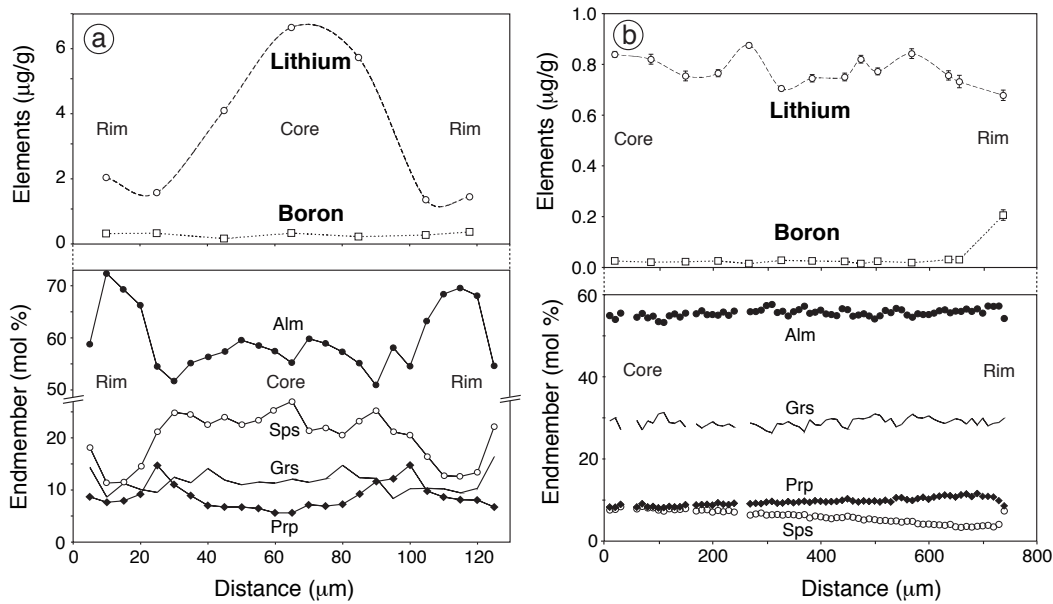 a
Elements (µg/g)
6
4
2
0
Lithium
Rim
Core
Rim
Boron
Endmember (mol %)
70
60
50
20
10
0
Alm
Rim
Core
Rim
Sps
Grs
Prp
0 20 40 60 80 100 120
Distance (µm)
b
Elements (µg/g)
1.0
0.8
0.6
0.4
0.2
0.0
Lithium
Core
Rim
Boron
Endmember (mol %)
60
50
40
30
20
10
0
Alm
Core
Rim
Grs
Prp
Sps
0 200 400 600 800
Distance (µm)